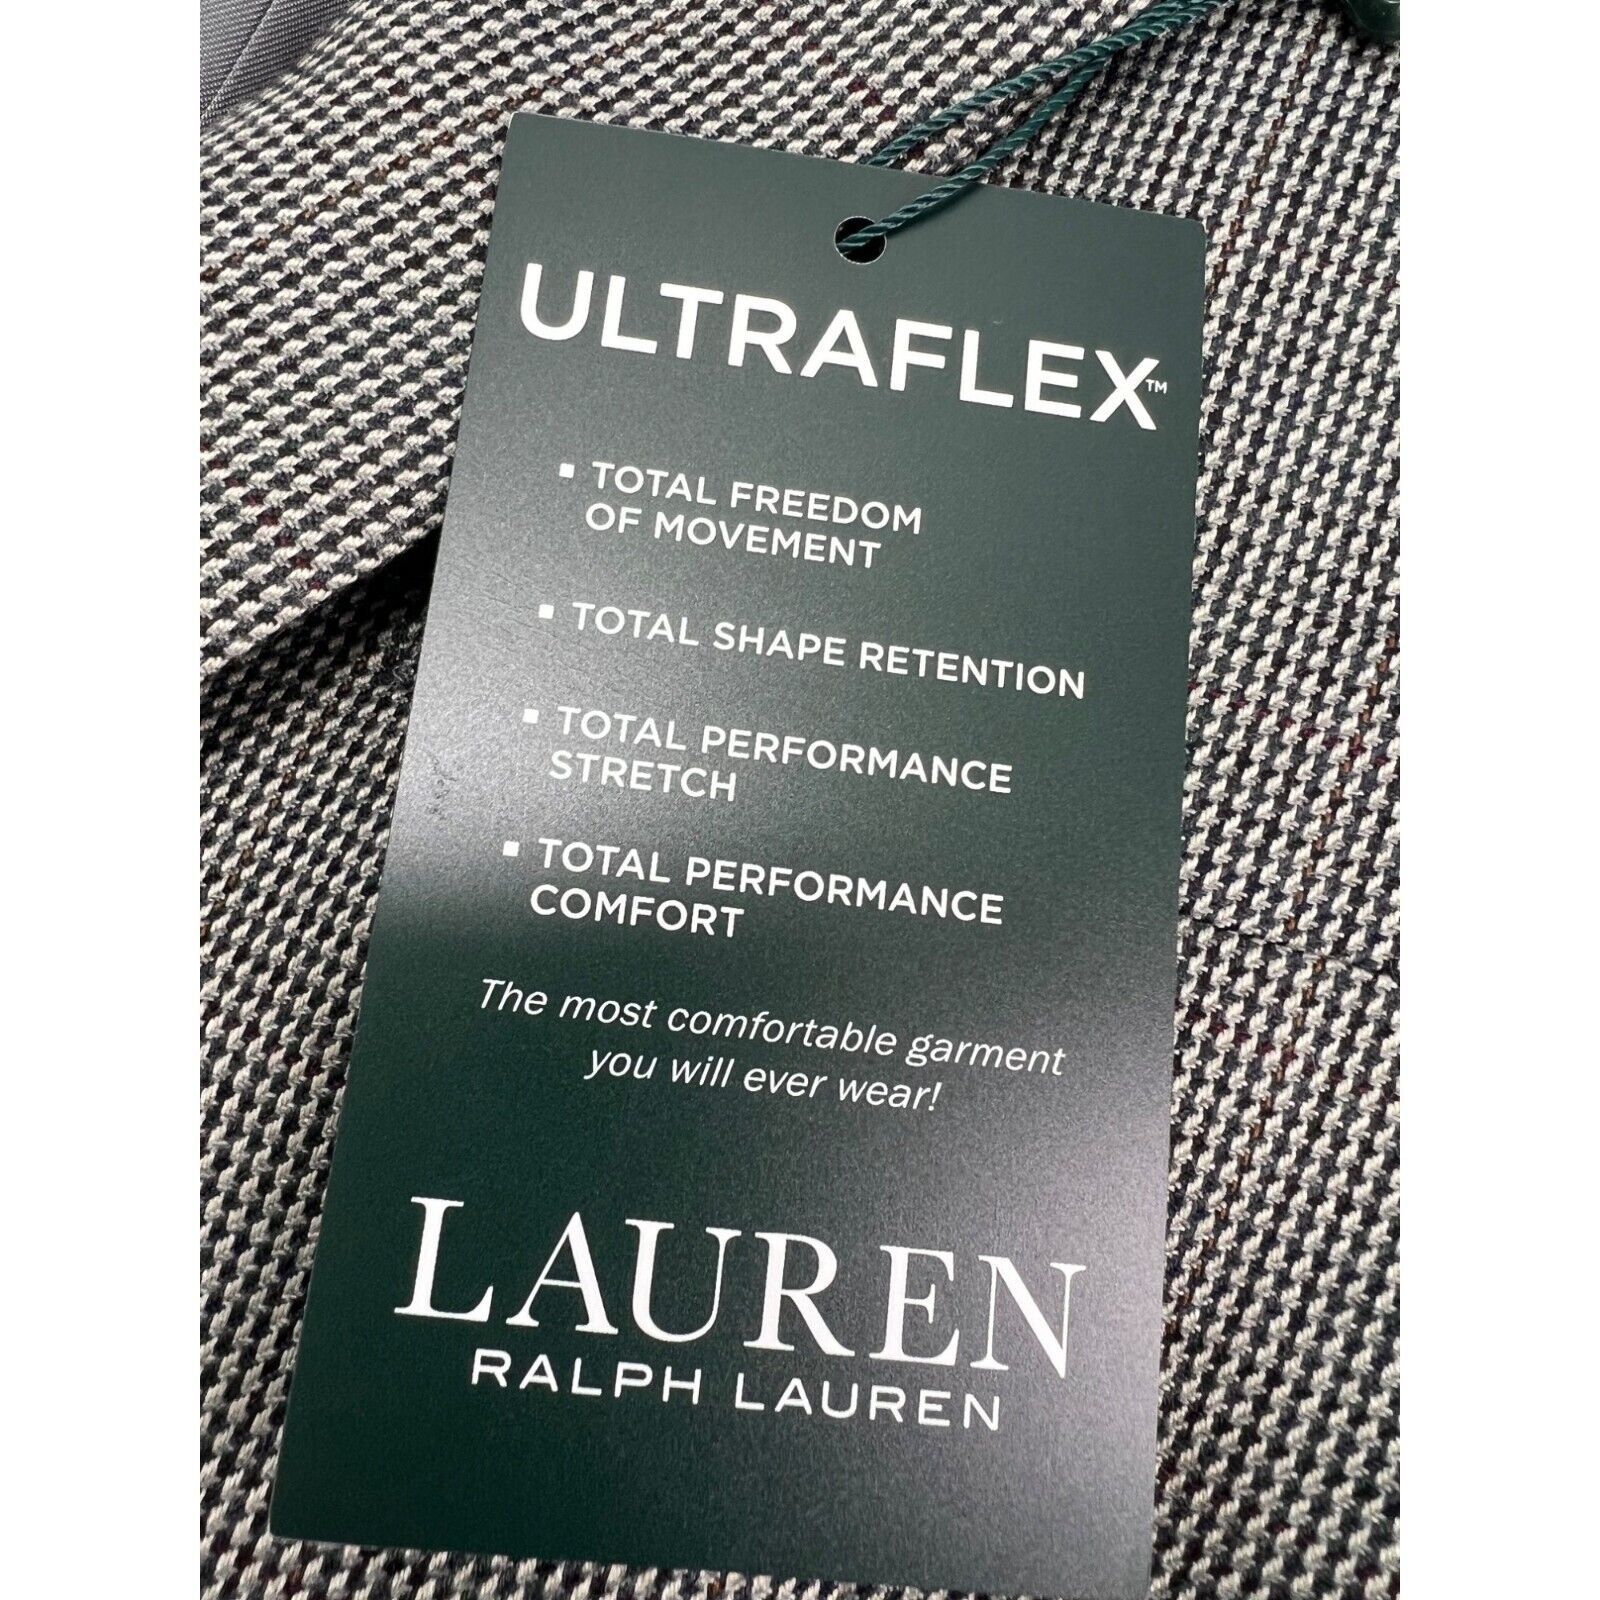 ULTRAFLEX™
▪ TOTAL FREEDOM
OF MOVEMENT
▪ TOTAL SHAPE RETENTION
▪ TOTAL PERFORMANCE
STRETCH
▪ TOTAL PERFORMANCE
COMFORT
The most comfortable garment
you will ever wear!
LAUREN
RALPH LAUREN